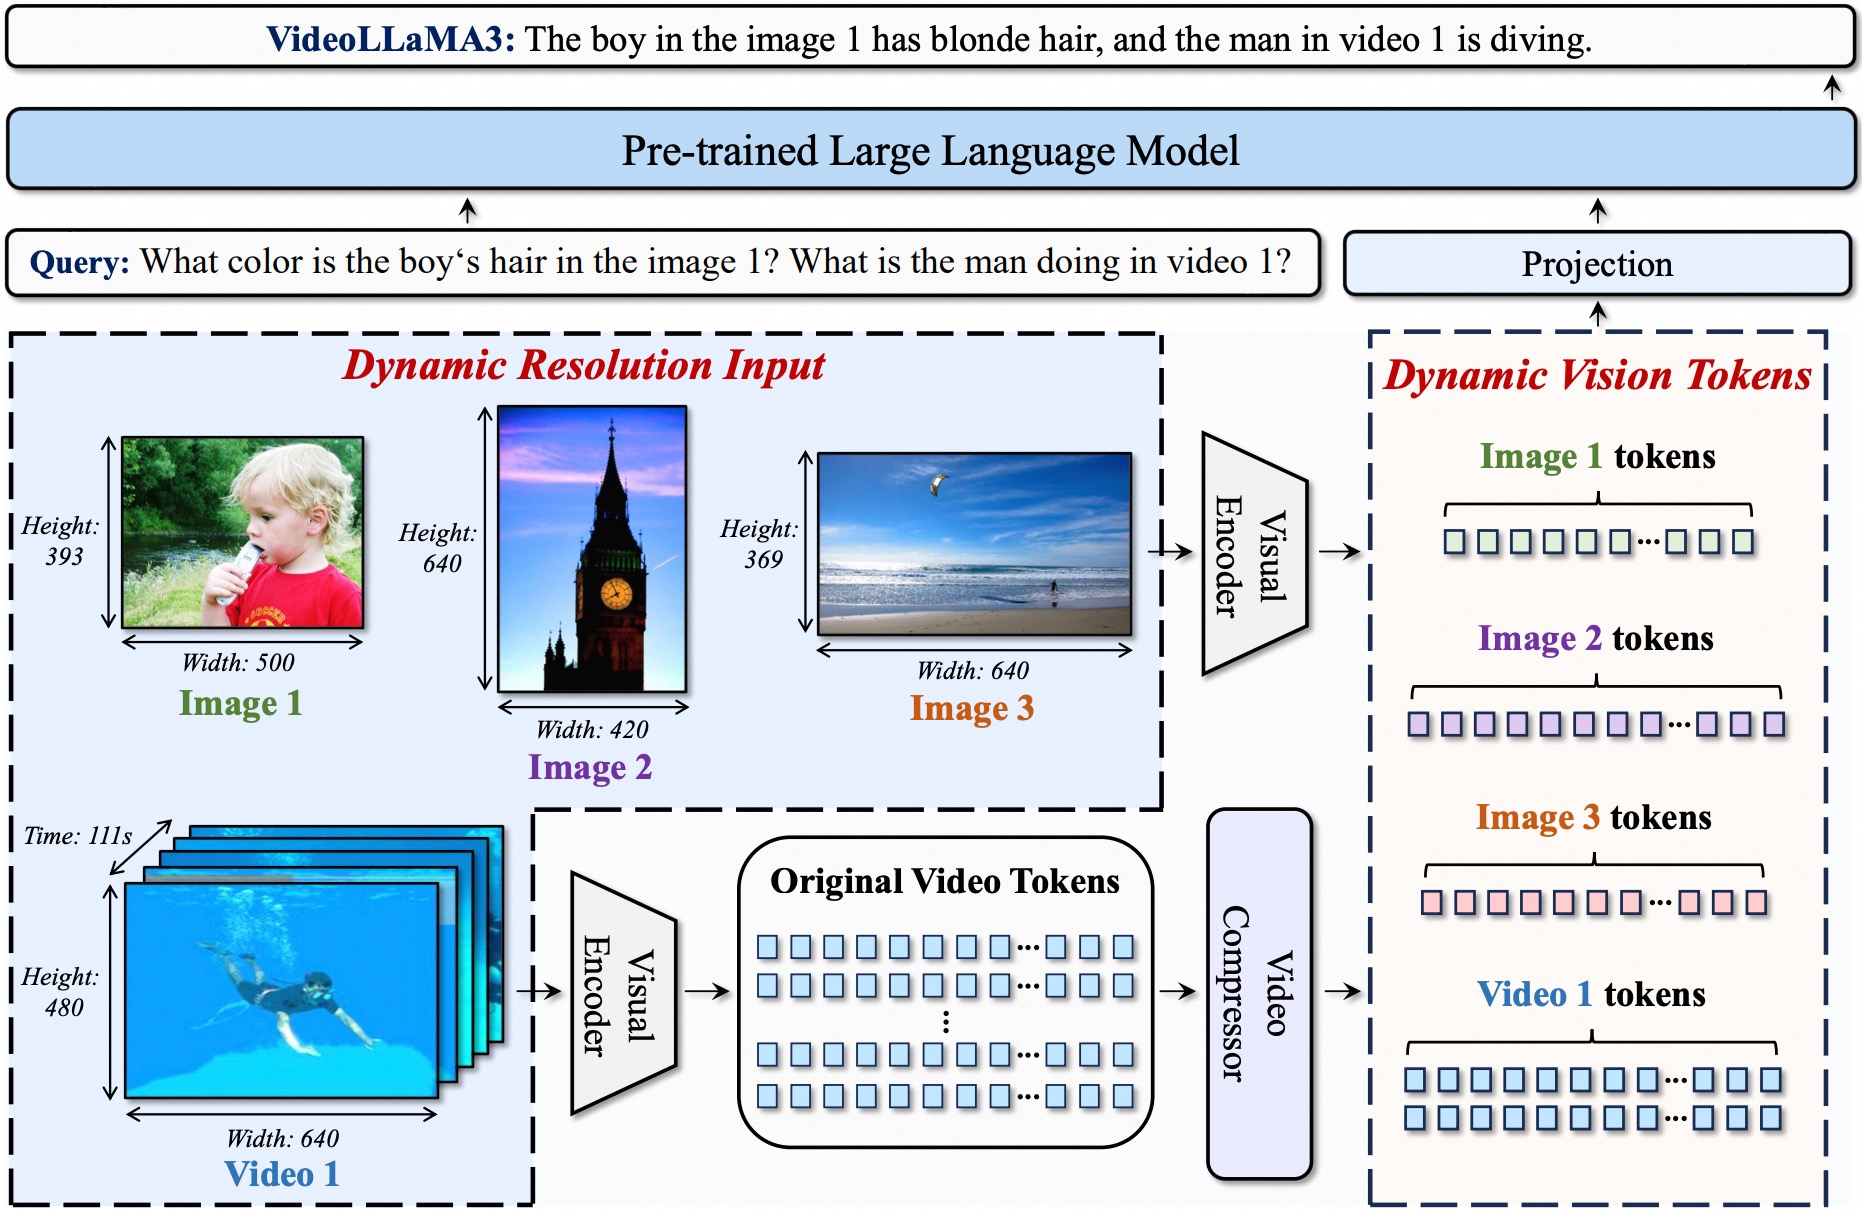 VideoLLaMA3: The boy in the image 1 has blonde hair, and the man in video 1 is diving.
Pre-trained Large Language Model
Query: What color is the boy‘s hair in the image 1? What is the man doing in video 1?
Projection
Dynamic Resolution Input
Height:
393
Width: 500
Image 1
Height:
640
Width: 420
Image 2
Height:
369
Width: 640
Image 3
Visual
Encoder
Time: 111s
Height:
480
Width: 640
Video 1
Visual
Encoder
Original Video Tokens
...
...
...
...
...
Video
Compressor
Dynamic Vision Tokens
Image 1 tokens
...
Image 2 tokens
...
Image 3 tokens
...
Video 1 tokens
...
...